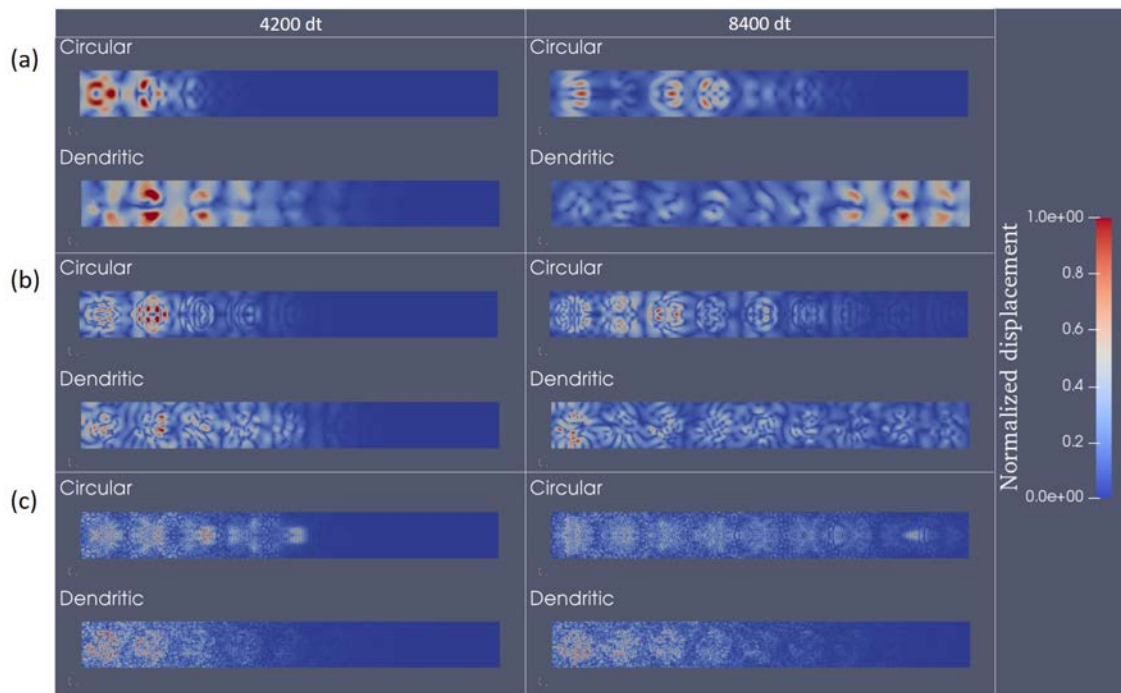 4200 dt
8400 dt
(a)
Circular
Circular
Dendritic
Dendritic
(b)
Circular
Circular
Dendritic
Dendritic
(c)
Circular
Circular
Dendritic
Dendritic
Normalized displacement
1.0e+00
0.8
0.6
0.4
0.2
0.0e+00